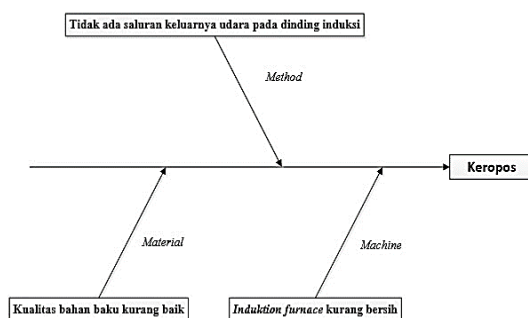 Tidak ada saluran keluarnya udara pada dinding induksi
Method
Keropos
Material
Machine
Kualitas bahan baku kurang baik
Induktion furnace kurang bersih